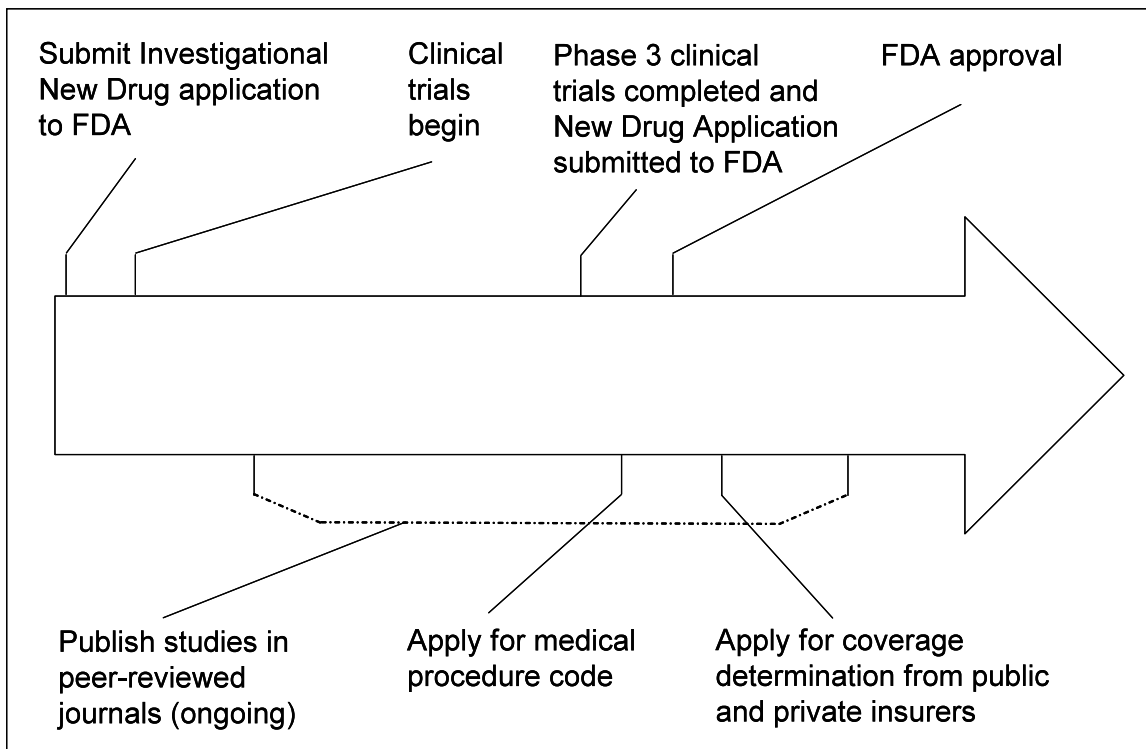 Submit Investigational
New Drug application
to FDA
Clinical
trials
begin
Phase 3 clinical
trials completed and
New Drug Application
submitted to FDA
FDA approval
Publish studies in
peer-reviewed
journals (ongoing)
Apply for medical
procedure code
Apply for coverage
determination from public
and private insurers